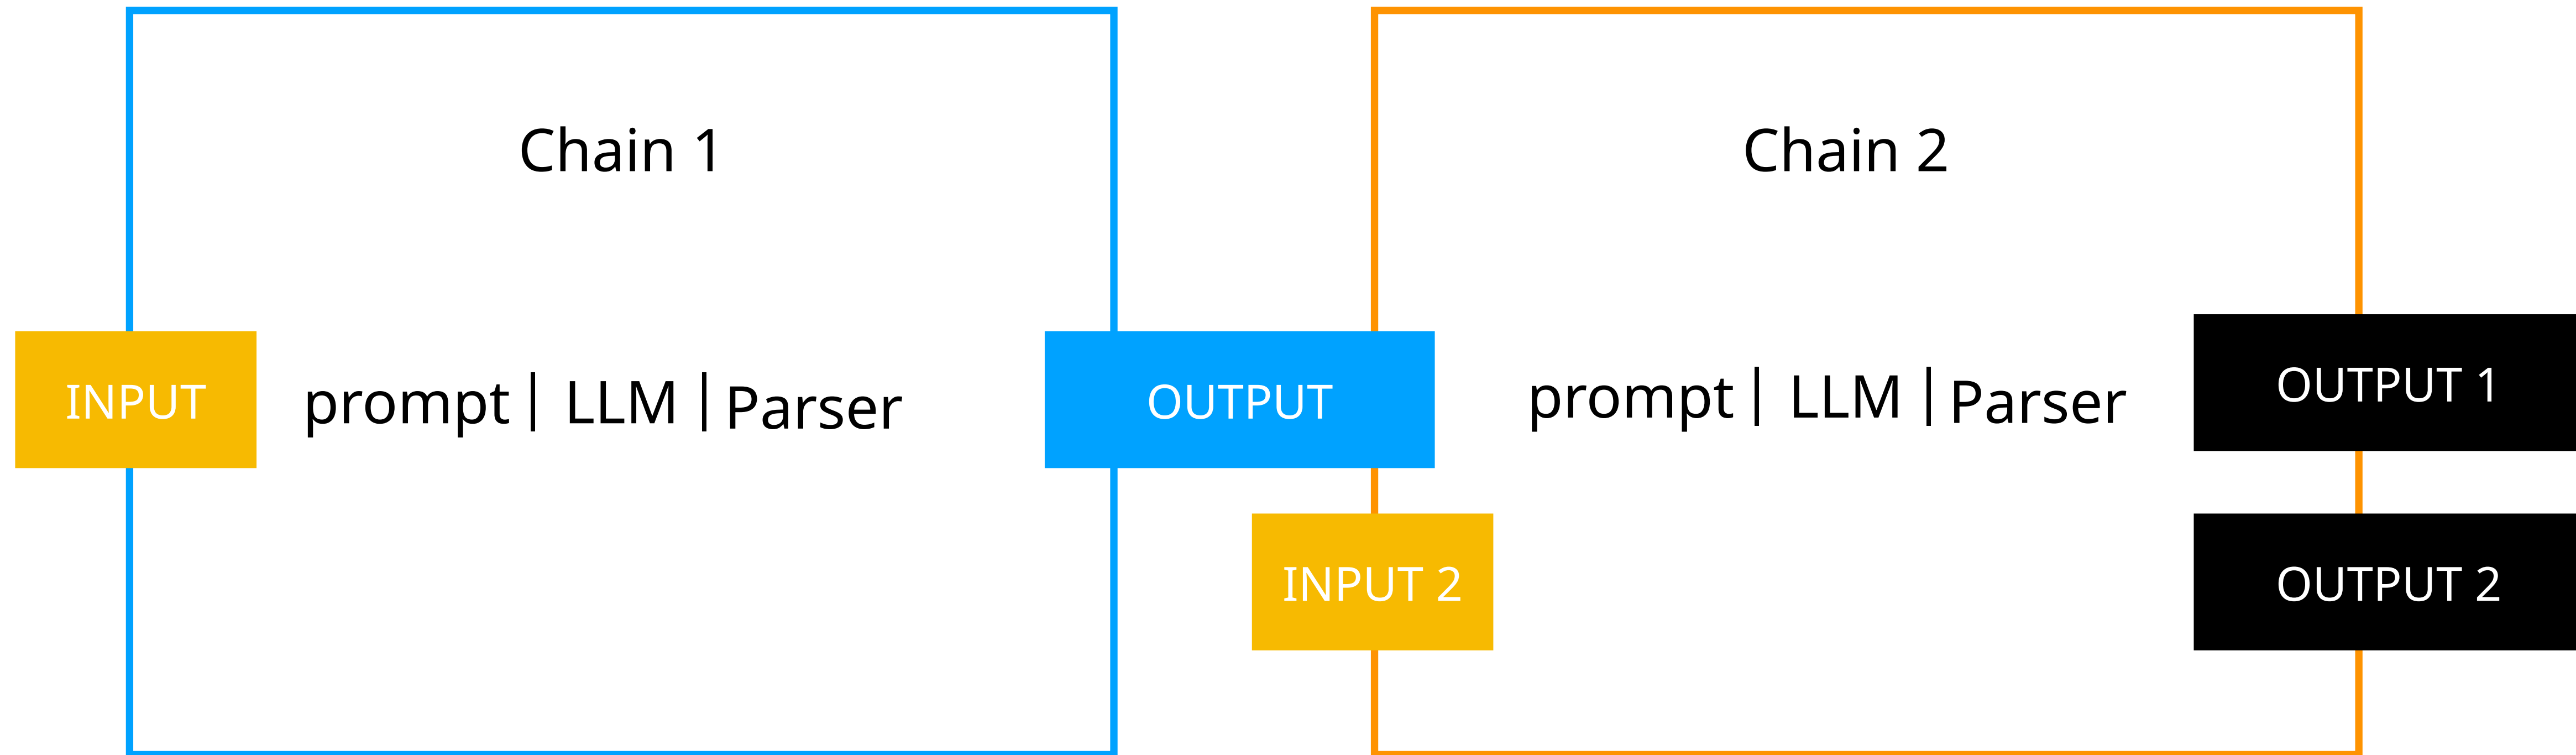 Chain 1
INPUT
prompt | LLM | Parser
OUTPUT
Chain 2
prompt | LLM | Parser
INPUT 2
OUTPUT 1
OUTPUT 2